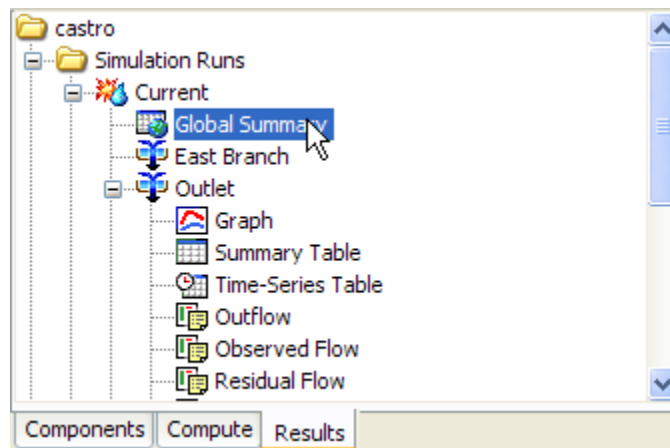 castro
Simulation Runs
Current
Global Summary
East Branch
Outlet
Graph
Summary Table
Time-Series Table
Outflow
Observed Flow
Residual Flow
Components Compute Results